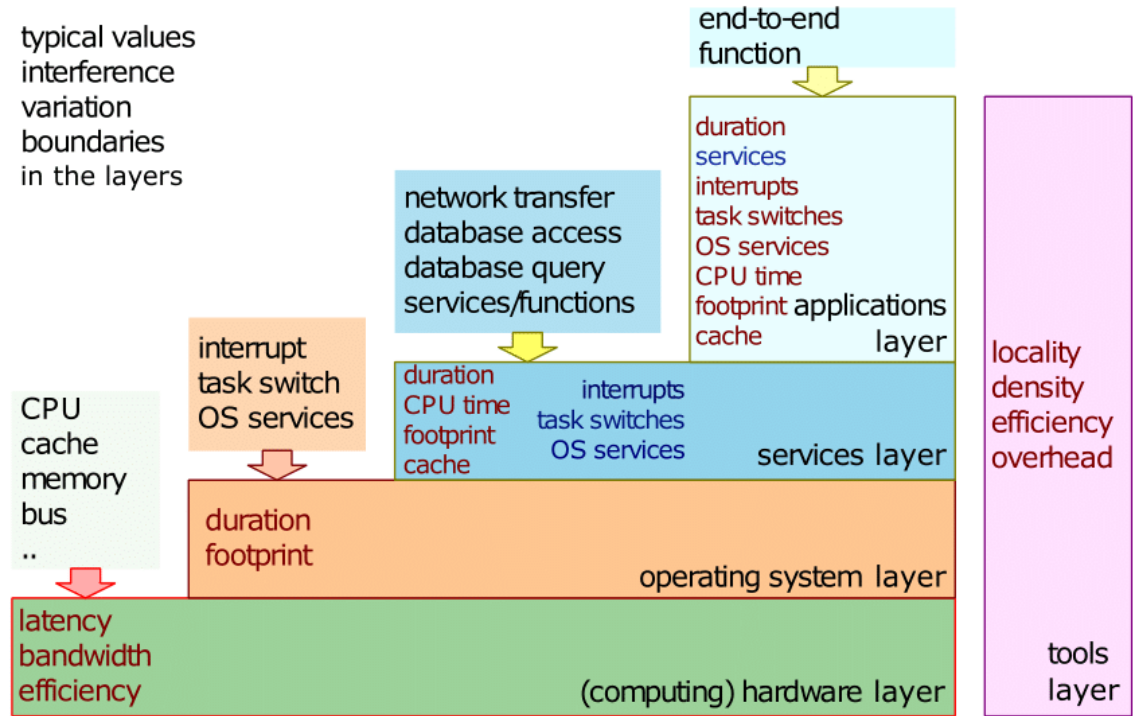 typical values
interference
variation
boundaries
in the layers
end-to-end
function
duration
services
interrupts
task switches
OS services
CPU time
footprint
cache
applications
layer
network transfer
database access
database query
services/functions
duration
CPU time
footprint
cache
interrupts
task switches
OS services
services layer
interrupt
task switch
OS services
duration
footprint
operating system layer
CPU
cache
memory
bus
..
latency
bandwidth
efficiency
(computing) hardware layer
locality
density
efficiency
overhead
tools
layer